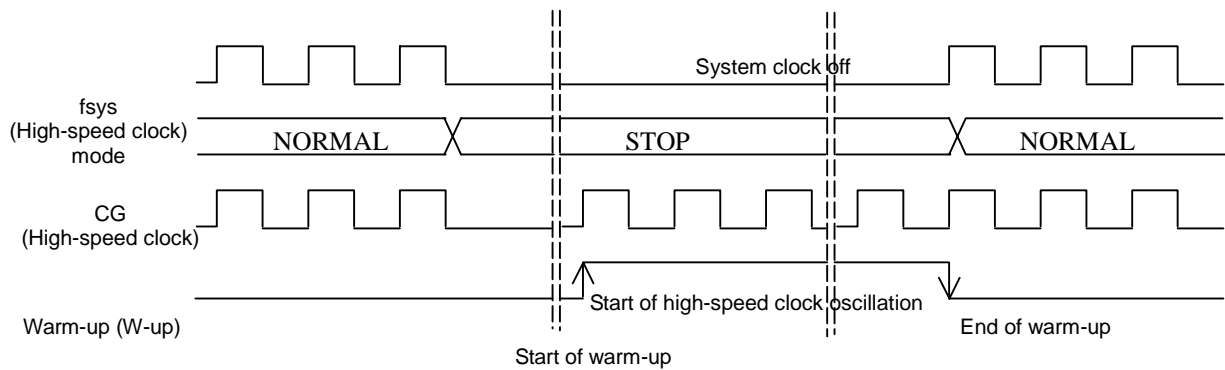 System clock off
fsys
(High-speed clock)
mode
NORMAL
STOP
NORMAL
CG
(High-speed clock)
Start of high-speed clock oscillation
Warm-up (W-up)
End of warm-up
Start of warm-up